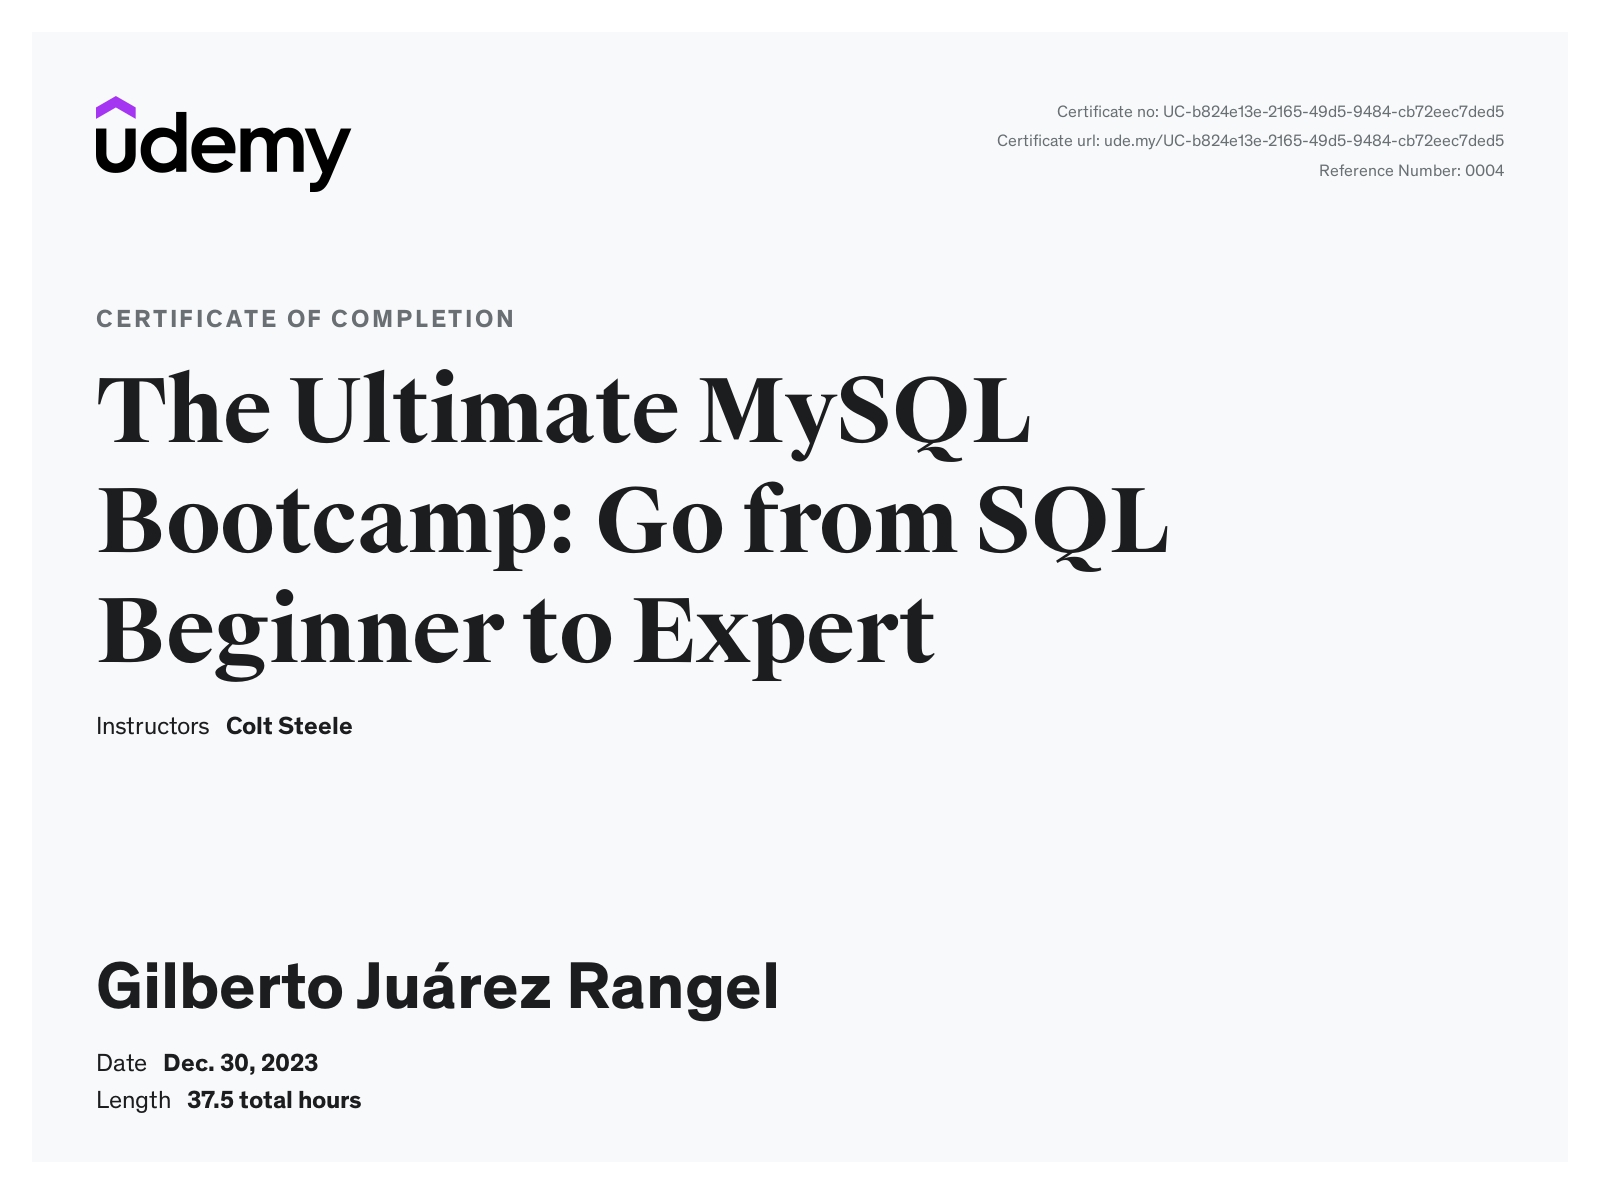 udemy
Certificate no: UC-b824e13e-2165-49d5-9484-cb72eec7ded5
Certificate url: ude.my/UC-b824e13e-2165-49d5-9484-cb72eec7ded5
Reference Number: 0004
CERTIFICATE OF COMPLETION
The Ultimate MySQL
Bootcamp: Go from SQL
Beginner to Expert
Instructors Colt Steele
Gilberto Juárez Rangel
Date Dec. 30, 2023
Length 37.5 total hours